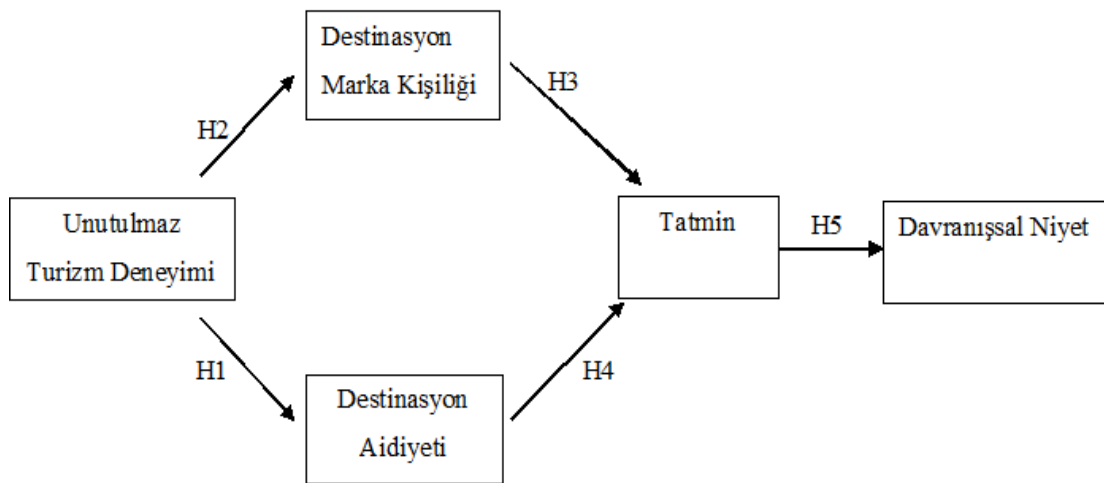 Destinasyon
Marka Kişiliği
H3
H2
Unutulmaz
Turizm Deneyimi
Tatmin
H5
Davranışsal Niyet
H1
H4
Destinasyon
Aidiyeti